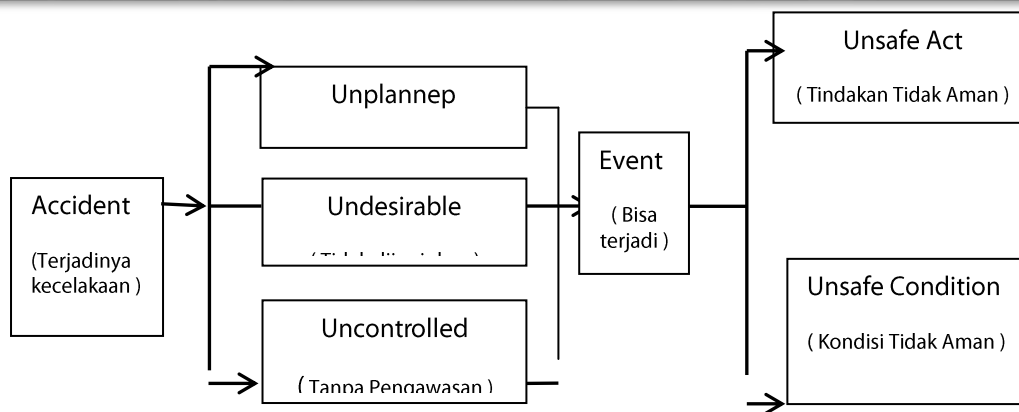 Accident
(Terjadinya
kecelakaan )
Unplannep
Undesirable
Uncontrolled
( Tanpa Pengawasan )
Event
( Bisa
terjadi )
Unsafe Act
( Tindakan Tidak Aman )
Unsafe Condition
( Kondisi Tidak Aman )